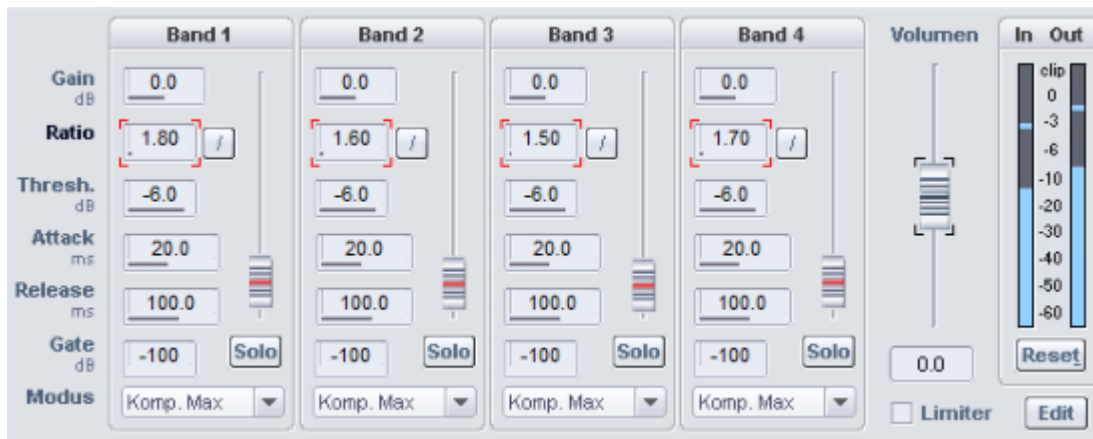 Band 1 Band 2 Band 3 Band 4 Volumen In Out
Gain dB 0.0 0.0 0.0 0.0
Ratio 1.80 / 1.60 / 1.50 / 1.70 /
Thresh. dB -6.0 -6.0 -6.0 -6.0
Attack ms 20.0 20.0 20.0 20.0
Release ms 100.0 100.0 100.0 100.0
Gate dB -100 Solo -100 Solo -100 Solo -100 Solo
Modus Komp. Max Komp. Max Komp. Max Komp. Max
0.0
Limiter
clip
0
-3
-6
-10
-20
-30
-40
-50
-60
Reset
Edit